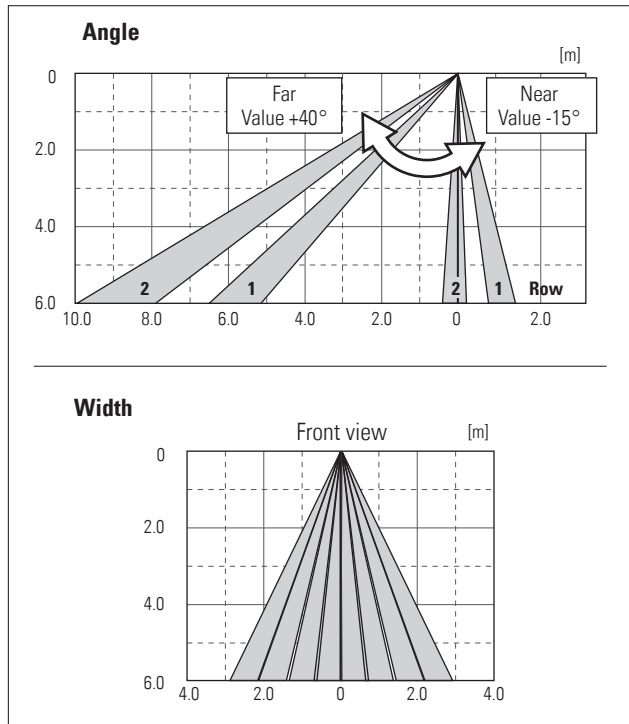 Angle
[m]
0
Far
Value +40°
Near
Value -15°
2.0
4.0
2 1 2 1 Row
6.0
10.0 8.0 6.0 4.0 2.0 0 2.0
Width
Front view [m]
0
2.0
4.0
6.0
4.0 2.0 0 2.0 4.0